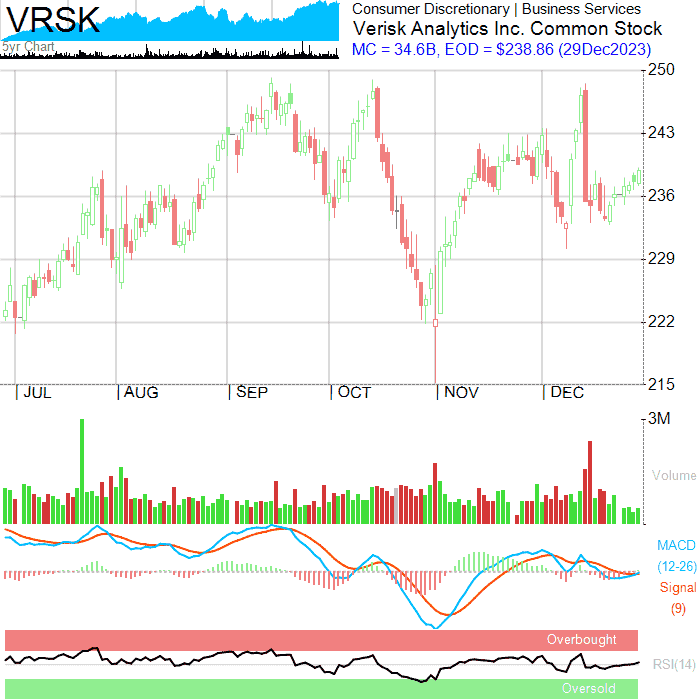 VRSK
5yr Chart
Consumer Discretionary | Business Services
Verisk Analytics Inc. Common Stock
MC = 34.6B, EOD = $238.86 (29Dec2023)
250
243
236
229
222
215
JUL AUG SEP OCT NOV DEC
3M
Volume
MACD
(12-26)
Signal
(9)
Overbought
RSI(14)
Oversold